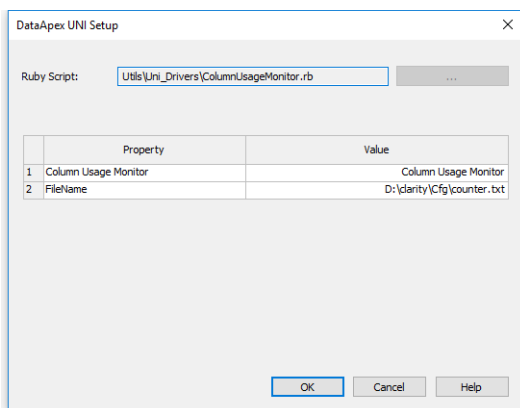 DataApex UNI Setup
Ruby Script: Utils\Uni_Drivers\ColumnUsageMonitor.rb ...
Property Value
1 Column Usage Monitor Column Usage Monitor
2 FileName D:\clarity\Cfg\counter.txt
OK Cancel Help